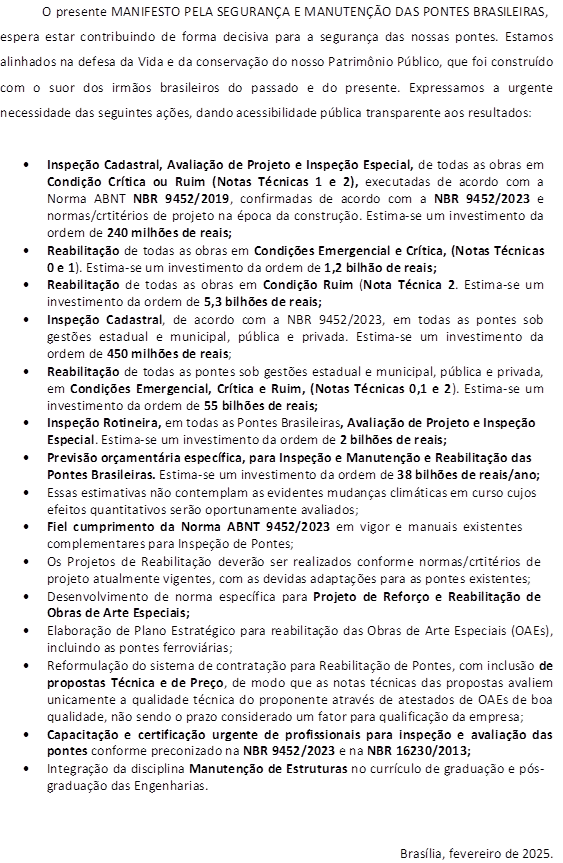 O presente MANIFESTO PELA SEGURANÇA E MANUTENÇÃO DAS PONTES BRASILEIRAS,
espera estar contribuindo de forma decisiva para a segurança das nossas pontes. Estamos
alinhados na defesa da Vida e da conservação do nosso Patrimônio Público, que foi construído
com o suor dos irmãos brasileiros do passado e do presente. Expressamos a urgente
necessidade das seguintes ações, dando acessibilidade pública transparente aos resultados:
• Inspeção Cadastral, Avaliação de Projeto e Inspeção Especial, de todas as obras em
Condição Crítica ou Ruim (Notas Técnicas 1 e 2), executadas de acordo com a
Norma ABNT NBR 9452/2019, confirmadas de acordo com a NBR 9452/2023 e
normas/crtitérios de projeto na época da construção. Estima-se um investimento da
ordem de 240 milhões de reais;
• Reabilitação de todas as obras em Condições Emergencial e Crítica, (Notas Técnicas
0 e 1). Estima-se um investimento da ordem de 1,2 bilhão de reais;
• Reabilitação de todas as obras em Condição Ruim (Nota Técnica 2. Estima-se um
investimento da ordem de 5,3 bilhões de reais;
• Inspeção Cadastral, de acordo com a NBR 9452/2023, em todas as pontes sob
gestões estadual e municipal, pública e privada. Estima-se um investimento da
ordem de 450 milhões de reais;
• Reabilitação de todas as pontes sob gestões estadual e municipal, pública e privada,
em Condições Emergencial, Crítica e Ruim, (Notas Técnicas 0,1 e 2). Estima-se um
investimento da ordem de 55 bilhões de reais;
• Inspeção Rotineira, em todas as Pontes Brasileiras, Avaliação de Projeto e Inspeção
Especial. Estima-se um investimento da ordem de 2 bilhões de reais;
• Previsão orçamentária específica, para Inspeção e Manutenção e Reabilitação das
Pontes Brasileiras. Estima-se um investimento da ordem de 38 bilhões de reais/ano;
• Essas estimativas não contemplam as evidentes mudanças climáticas em curso cujos
efeitos quantitativos serão oportunamente avaliados;
• Fiel cumprimento da Norma ABNT 9452/2023 em vigor e manuais existentes
complementares para Inspeção de Pontes;
• Os Projetos de Reabilitação deverão ser realizados conforme normas/crtitérios de
projeto atualmente vigentes, com as devidas adaptações para as pontes existentes;
• Desenvolvimento de norma específica para Projeto de Reforço e Reabilitação de
Obras de Arte Especiais;
• Elaboração de Plano Estratégico para reabilitação das Obras de Arte Especiais (OAEs),
incluindo as pontes ferroviárias;
• Reformulação do sistema de contratação para Reabilitação de Pontes, com inclusão de
propostas Técnica e de Preço, de modo que as notas técnicas das propostas avaliem
unicamente a qualidade técnica do proponente através de atestados de OAEs de boa
qualidade, não sendo o prazo considerado um fator para qualificação da empresa;
• Capacitação e certificação urgente de profissionais para inspeção e avaliação das
pontes conforme preconizado na NBR 9452/2023 e na NBR 16230/2013;
• Integração da disciplina Manutenção de Estruturas no currículo de graduação e pós-
graduação das Engenharias.
Brasília, fevereiro de 2025.